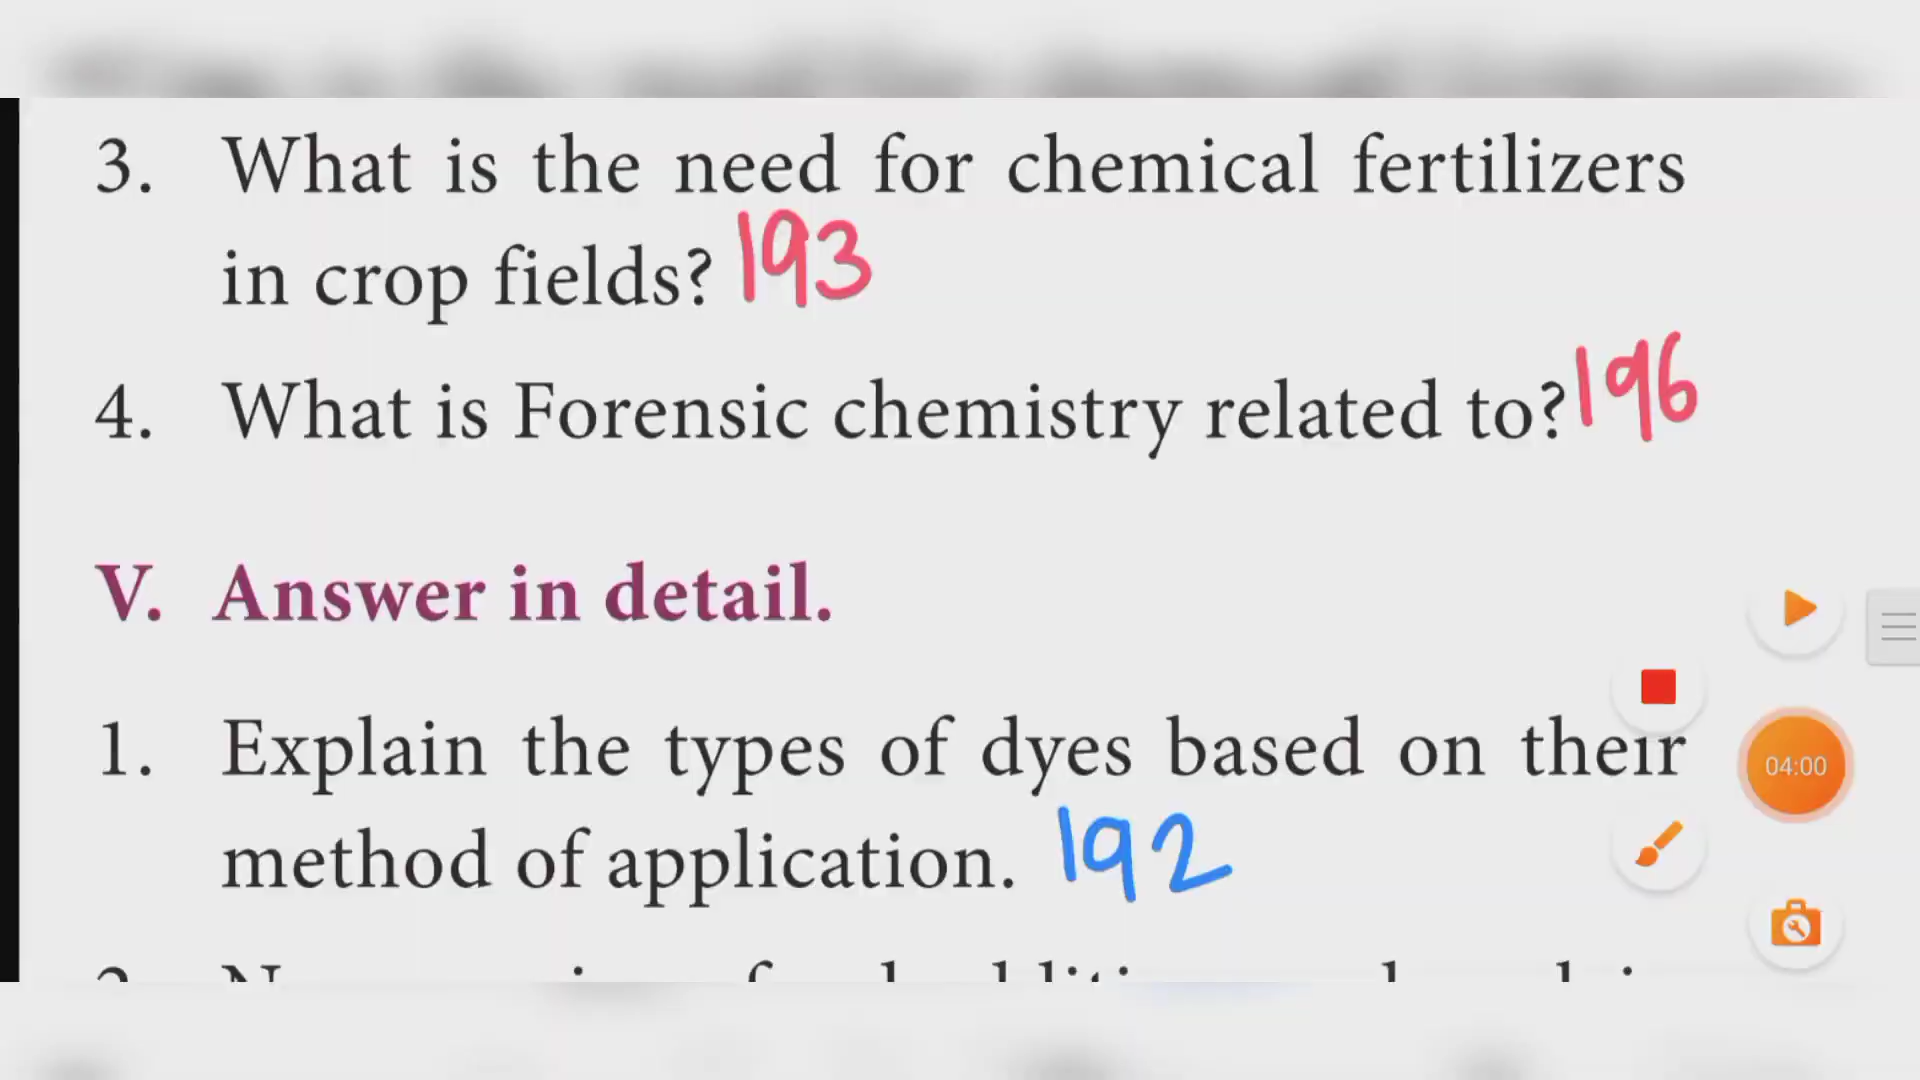 3. What is the need for chemical fertilizers
in crop fields? 193
4. What is Forensic chemistry related to? 196
V. Answer in detail.
1. Explain the types of dyes based on their
method of application. 192
04:00